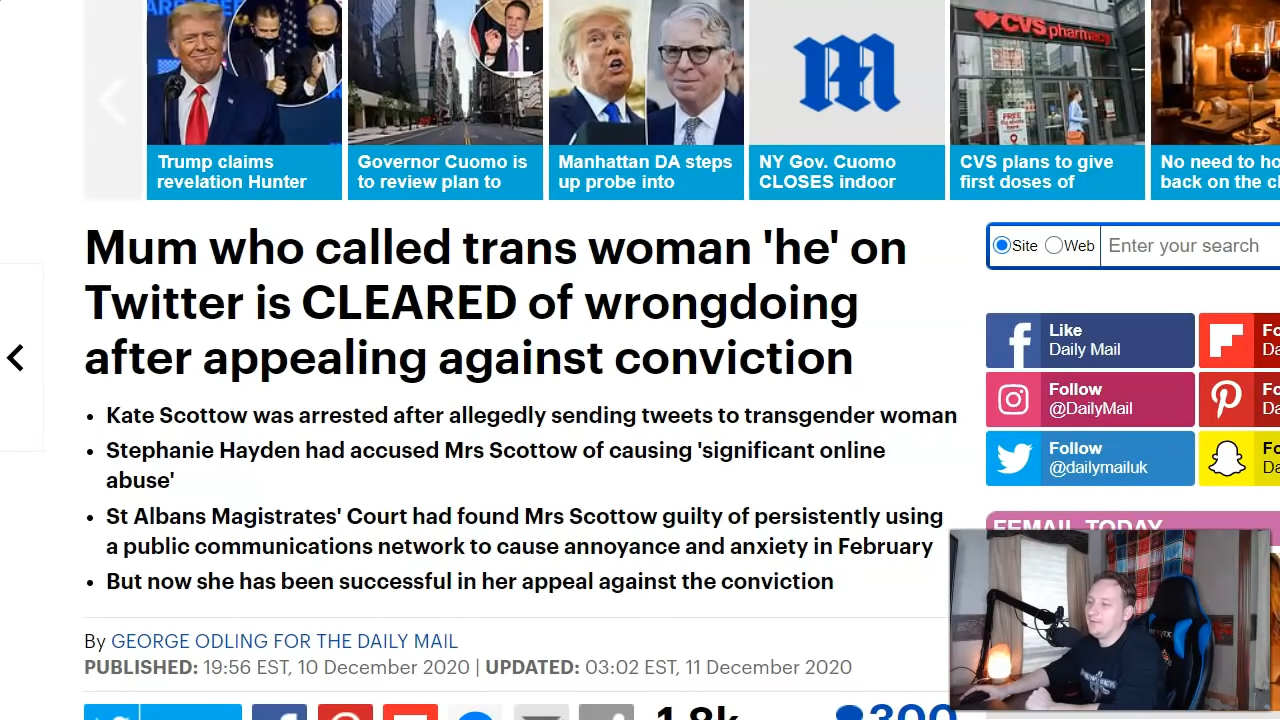 CVS pharmacy
FREE
Trump claims
revelation Hunter
Governor Cuomo is
to review plan to
Manhattan DA steps
up probe into
NY Gov. Cuomo
CLOSES indoor
CVS plans to give
first doses of
No need to
back on the
Mum who called trans woman 'he' on
Twitter is CLEARED of wrongdoing
after appealing against conviction
• Kate Scottow was arrested after allegedly sending tweets to transgender woman
• Stephanie Hayden had accused Mrs Scottow of causing 'significant online
abuse'
• St Albans Magistrates' Court had found Mrs Scottow guilty of persistently using
a public communications network to cause annoyance and anxiety in February
• But now she has been successful in her appeal against the conviction
By GEORGE ODLING FOR THE DAILY MAIL
PUBLISHED: 19:56 EST, 10 December 2020 | UPDATED: 03:02 EST, 11 December 2020
1.8k
300
Site Web Enter your search
Like
Daily Mail
Follow
@DailyMail
Follow
@dailymailuk
FEMAIL TODAY